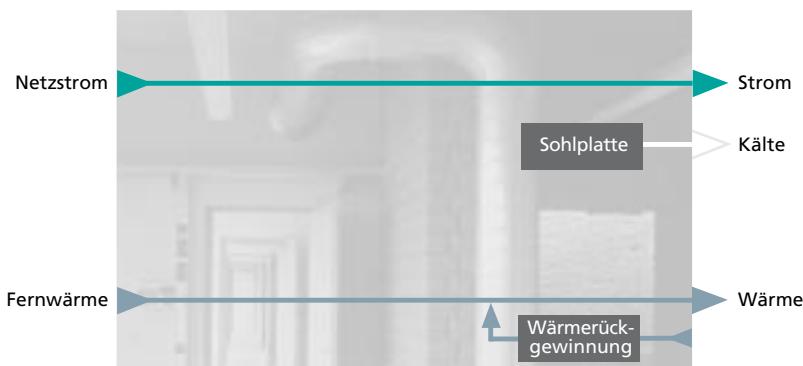 Netzstrom
Strom
Sohlplatte
Kälte
Fernwärme
Wärme
Wärmerück-
gewinnung